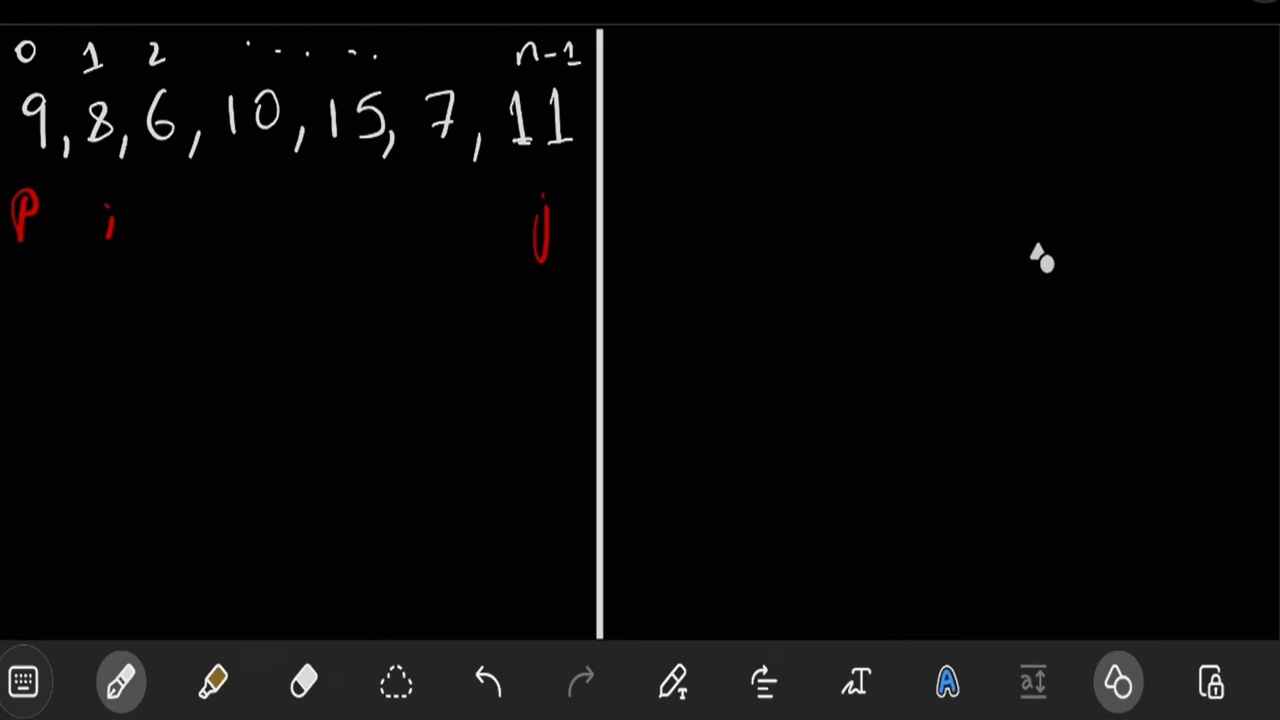 0 1 2 ..... n-1
9, 8, 6, 10, 15, 7, 11
P i j